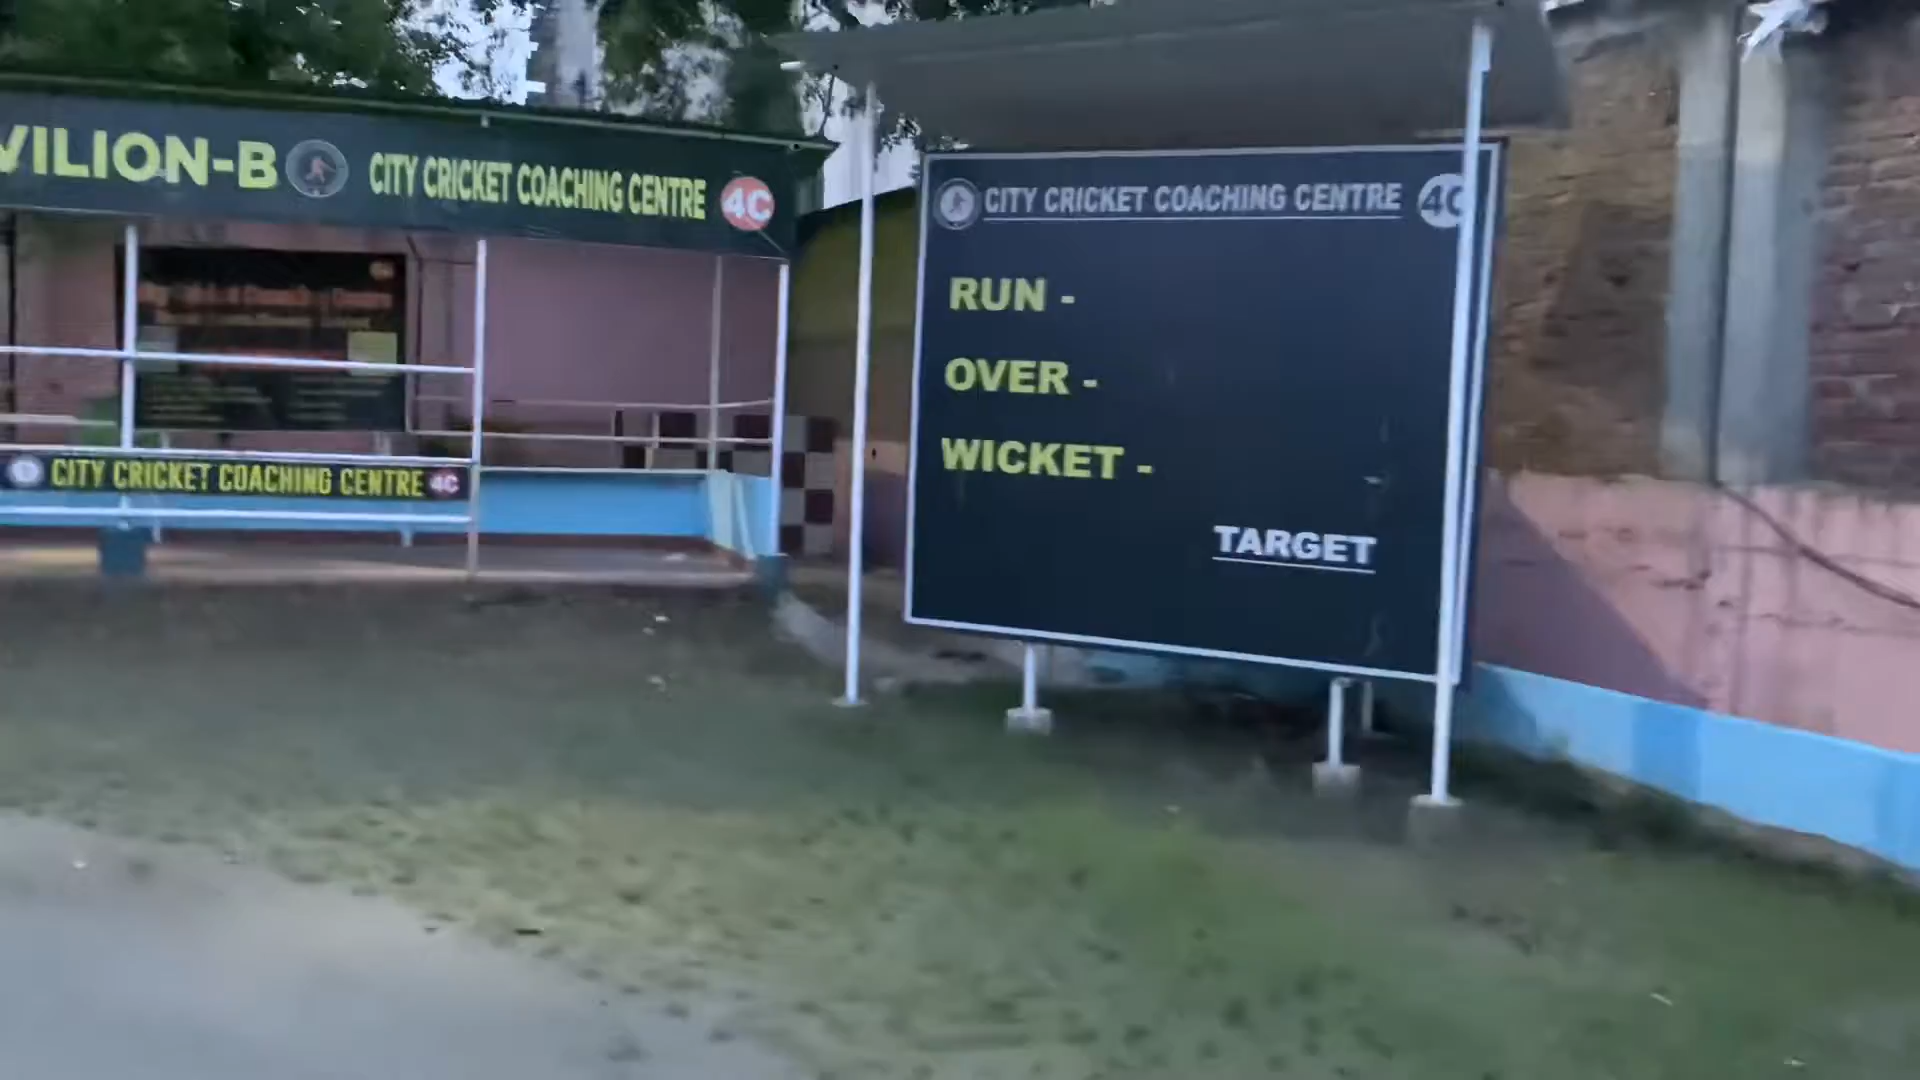 VILION-B CITY CRICKET COACHING CENTRE 4C
CITY CRICKET COACHING CENTRE 4C
CITY CRICKET COACHING CENTRE 4C
RUN -
OVER -
WICKET -
TARGET